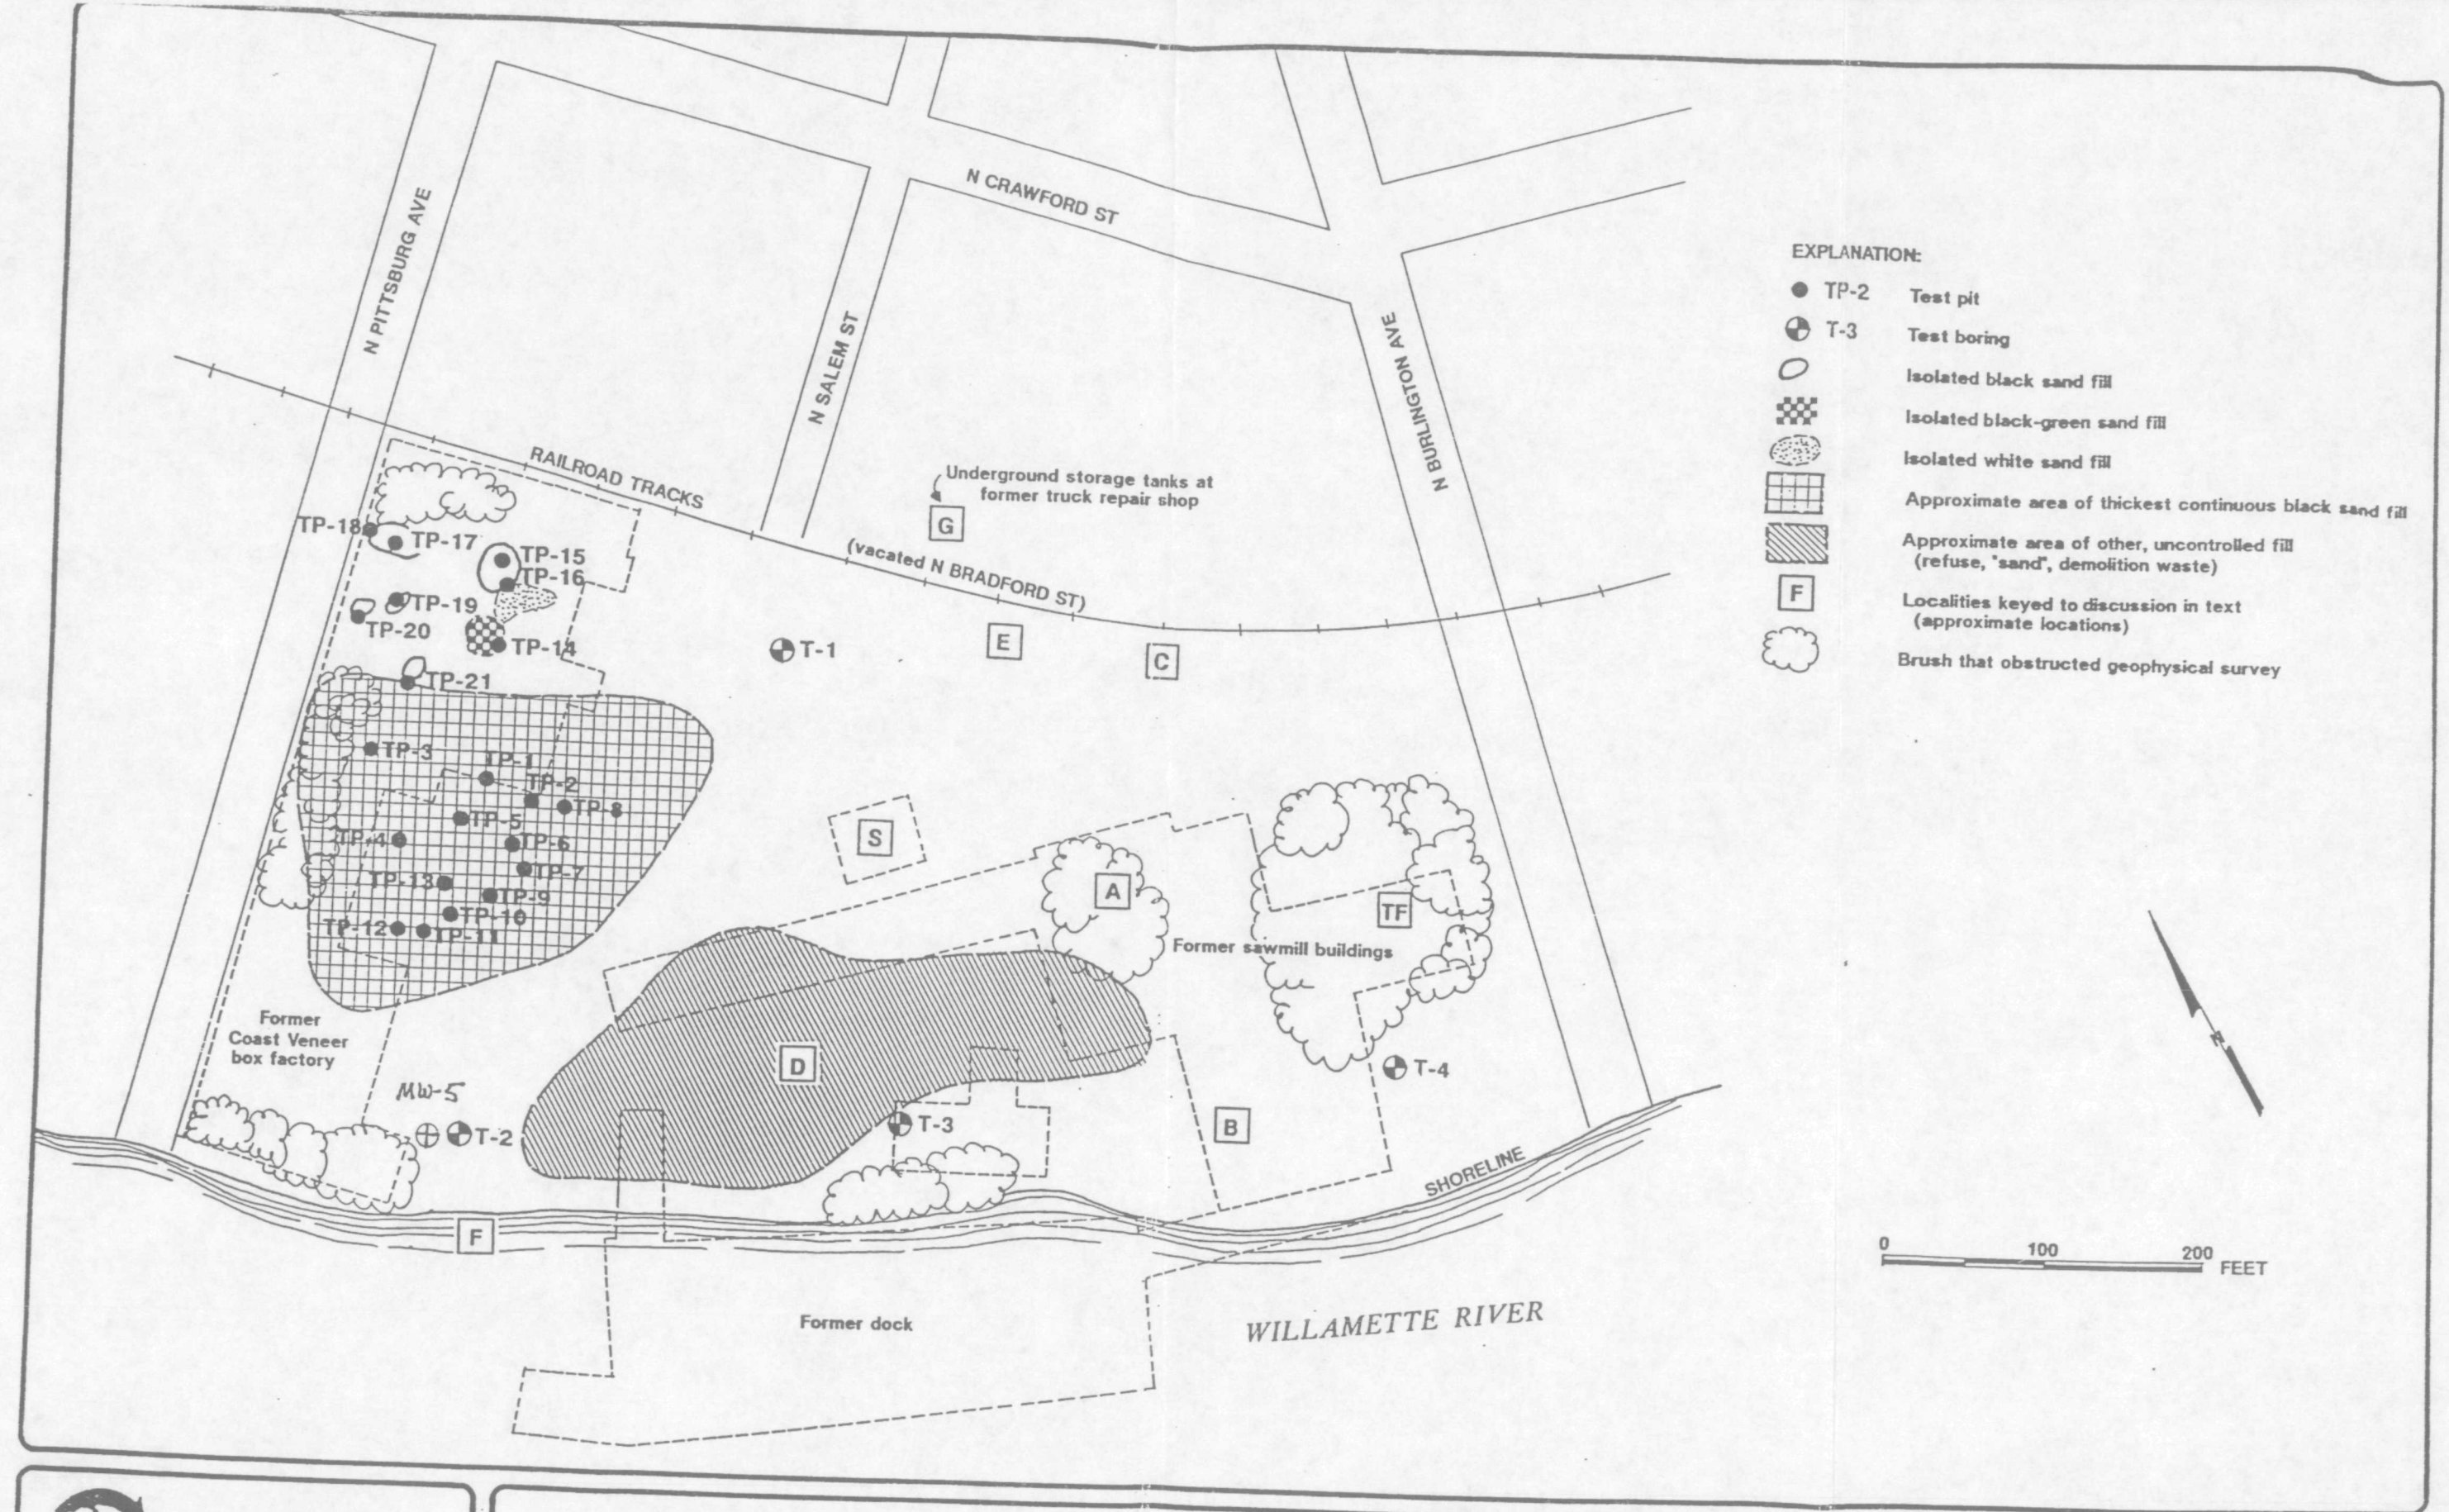 N PITTSBURG AVE
N CRAWFORD ST
N SALEM ST
N BURLINGTON AVE
RAILROAD TRACKS
(vacated N BRADFORD ST)
Underground storage tanks at
former truck repair shop
G
TP-18
TP-17
TP-15
TP-16
TP-19
TP-20
TP-14
TP-21
T-1
E
C
TP-3
TP-1
TP-2
TP-8
TP-5
TP-4
TP-6
TP-7
TP-13
TP-9
TP-10
TP-12
TP-11
S
A
TF
Former sawmill buildings
Former
Coast Veneer
box factory
D
MW-5
T-2
T-3
T-4
B
SHORELINE
F
Former dock
WILLAMETTE RIVER
EXPLANATION:
TP-2 Test pit
T-3 Test boring
Isolated black sand fill
Isolated black-green sand fill
Isolated white sand fill
Approximate area of thickest continuous black sand fill
Approximate area of other, uncontrolled fill
(refuse, "sand", demolition waste)
F Localities keyed to discussion in text
(approximate locations)
Brush that obstructed geophysical survey
N
0 100 200 FEET